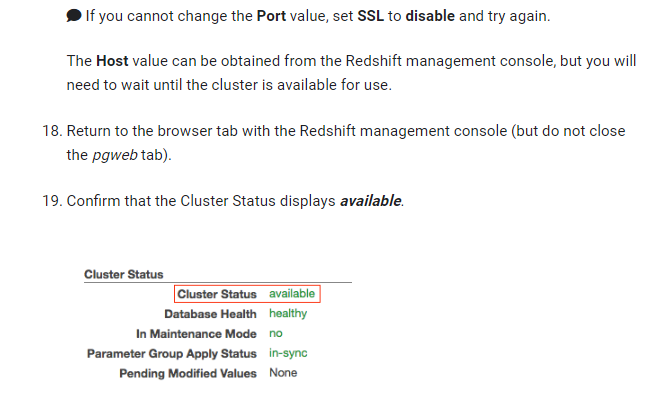 If you cannot change the Port value, set SSL to disable and try again.
The Host value can be obtained from the Redshift management console, but you will
need to wait until the cluster is available for use.
18. Return to the browser tab with the Redshift management console (but do not close
the pgweb tab).
19. Confirm that the Cluster Status displays available.
Cluster Status
Cluster Status available
Database Health healthy
In Maintenance Mode no
Parameter Group Apply Status in-sync
Pending Modified Values None